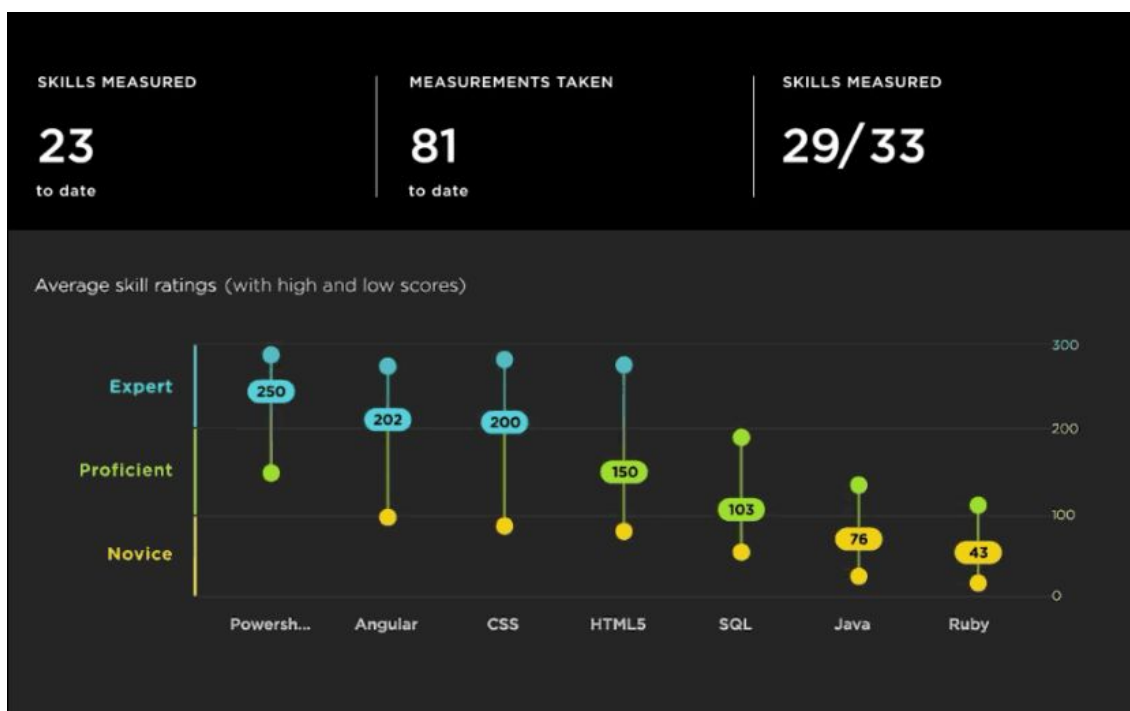 SKILLS MEASURED
23
to date
MEASUREMENTS TAKEN
81
to date
SKILLS MEASURED
29/33
Average skill ratings (with high and low scores)
300
Expert
250
202
200
200
Proficient
150
103
100
Novice
76
43
0
Powersh... Angular CSS HTML5 SQL Java Ruby